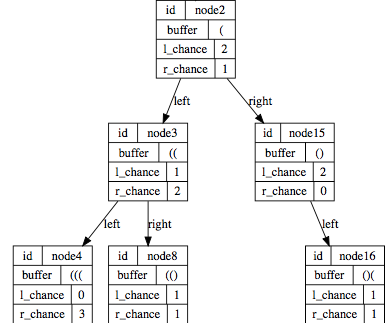 id node2
buffer (
l_chance 2
r_chance 1
left right
id node3 id node15
buffer (( buffer ()
l_chance 1 l_chance 2
r_chance 2 r_chance 0
left right left
id node4 id node8 id node16
buffer ((( buffer (() buffer ()(
l_chance 0 l_chance 1 l_chance 1
r_chance 3 r_chance 1 r_chance 1